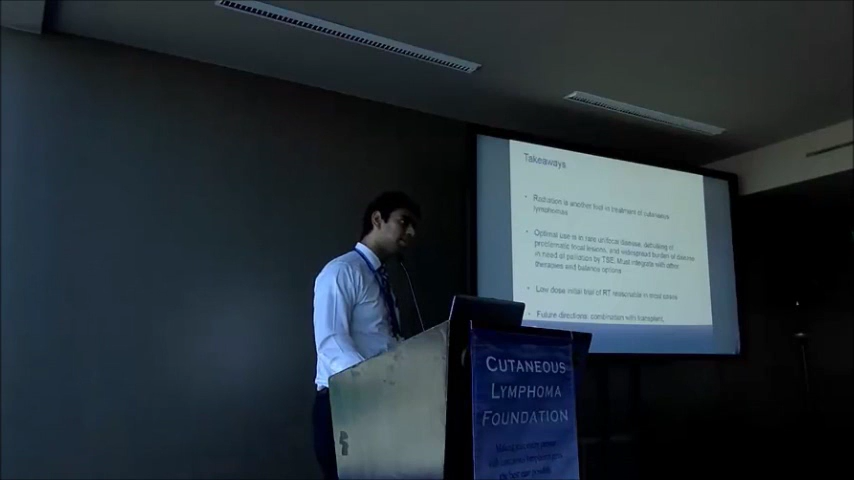 Takeaways
• Radiation is another tool in treatment of cutaneous
lymphomas
• Optimal use is in rare unifocal disease, debulking of
problematic focal lesions, and widespread burden of disease
in need of palliation by TSE. Must integrate with other
therapies and balance options
• Low dose initial trial of RT reasonable in most cases
• Future directions: combination with transplant,
CUTANEOUS
LYMPHOMA
FOUNDATION